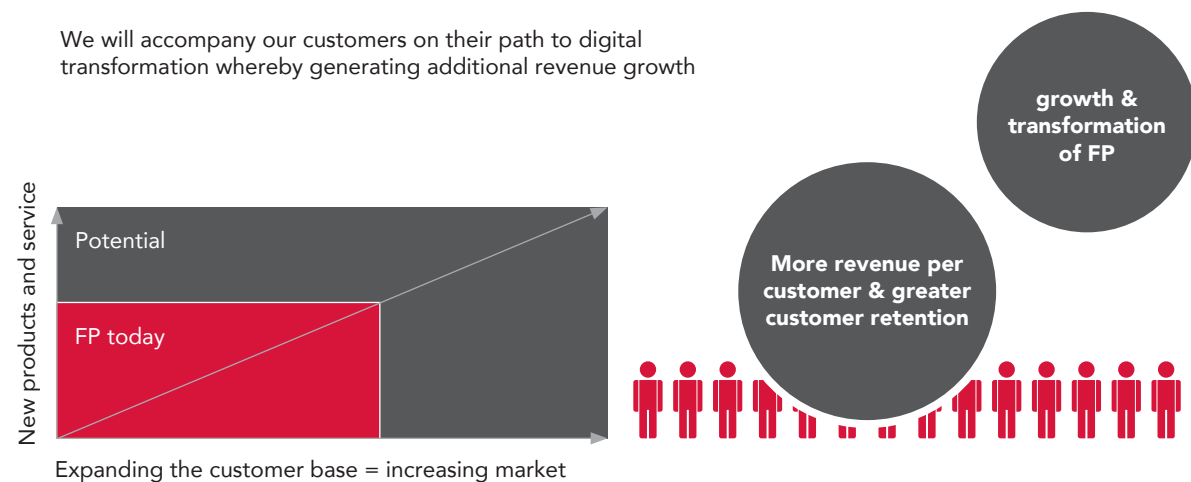 We will accompany our customers on their path to digital
transformation whereby generating additional revenue growth
growth &
transformation
of FP
New products and service
Potential
FP today
More revenue per
customer & greater
customer retention
Expanding the customer base = increasing market